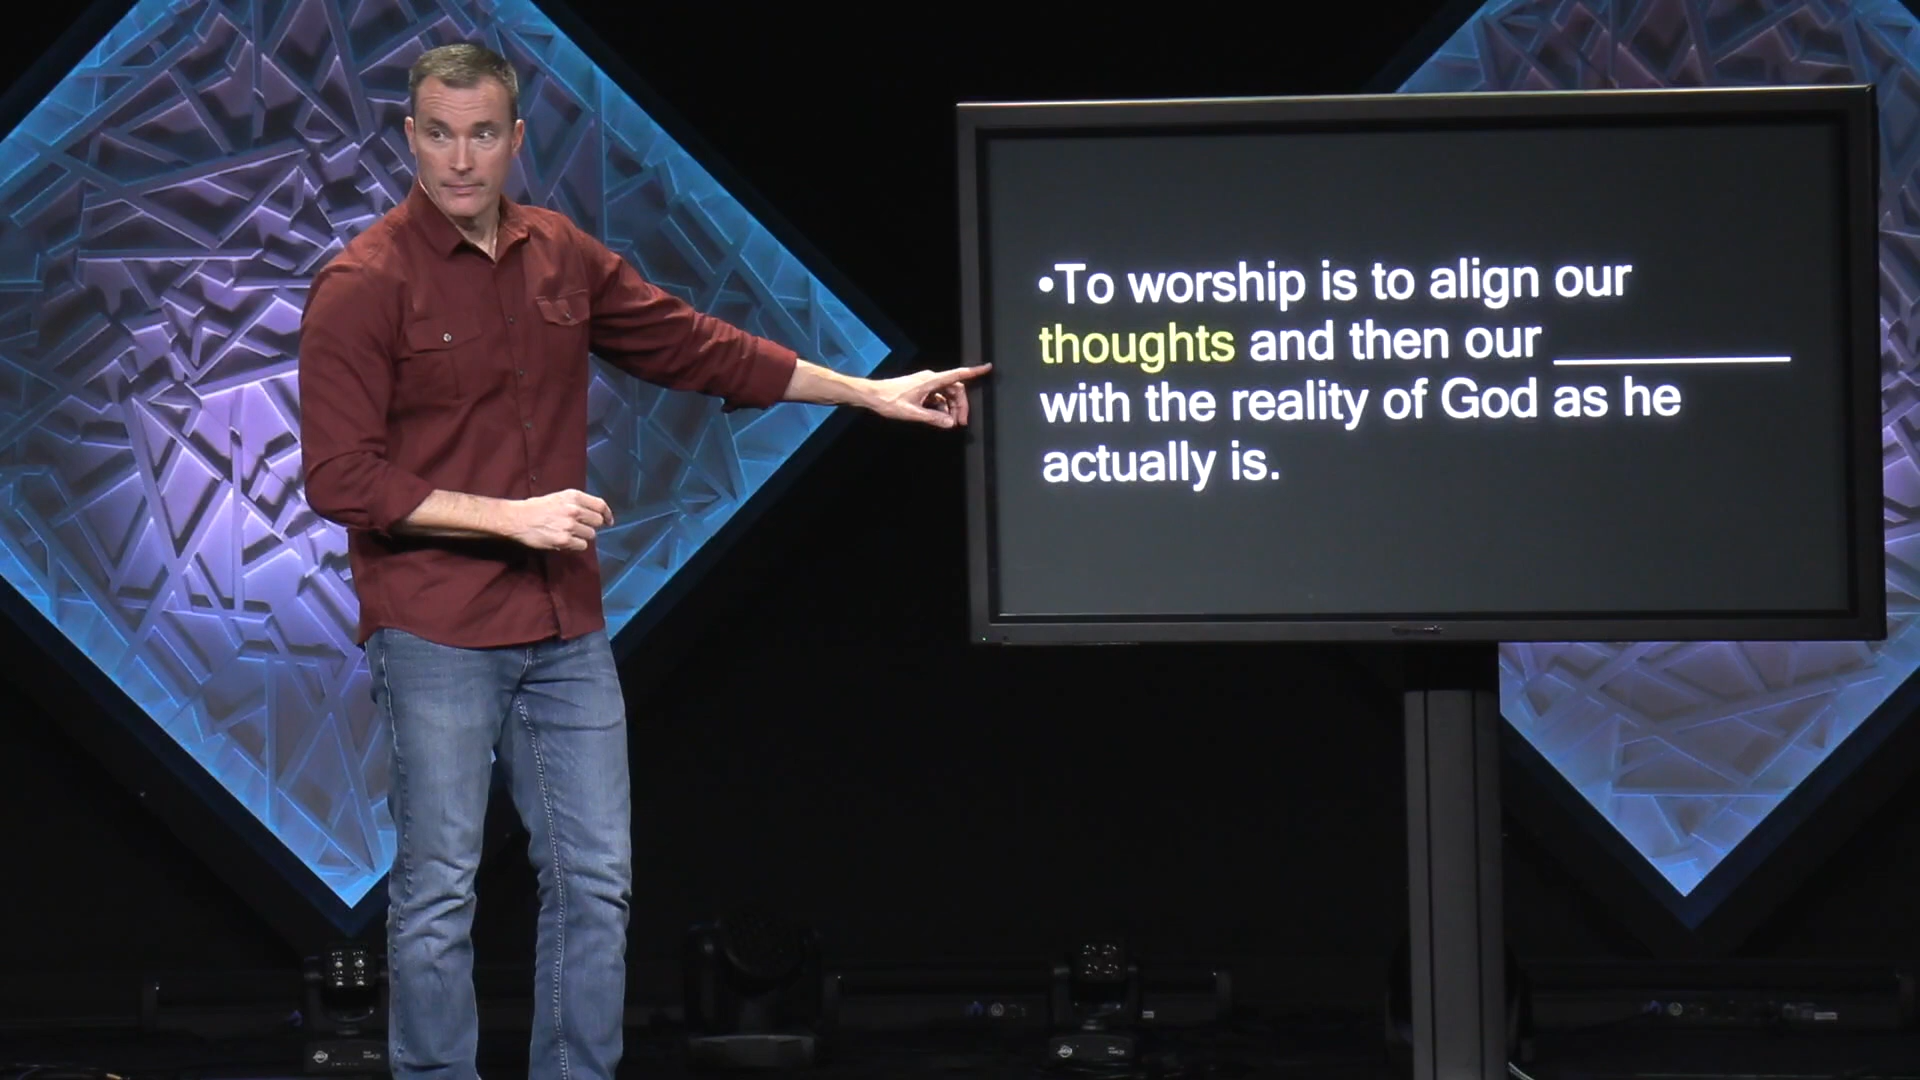 •To worship is to align our
thoughts and then our __________
with the reality of God as he
actually is.